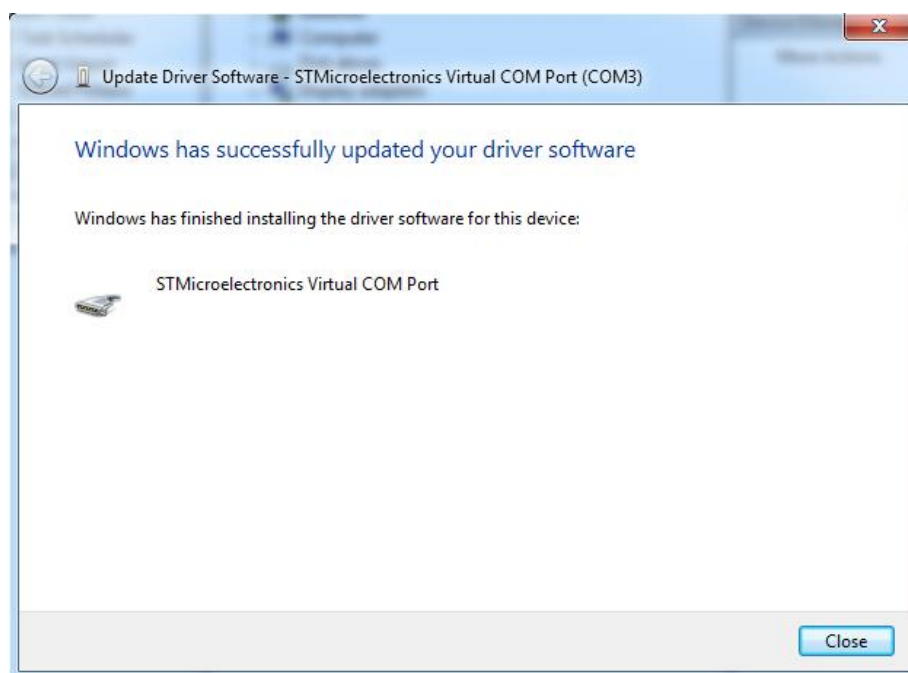 Update Driver Software - STMicroelectronics Virtual COM Port (COM3)
Windows has successfully updated your driver software
Windows has finished installing the driver software for this device:
STMicroelectronics Virtual COM Port
Close